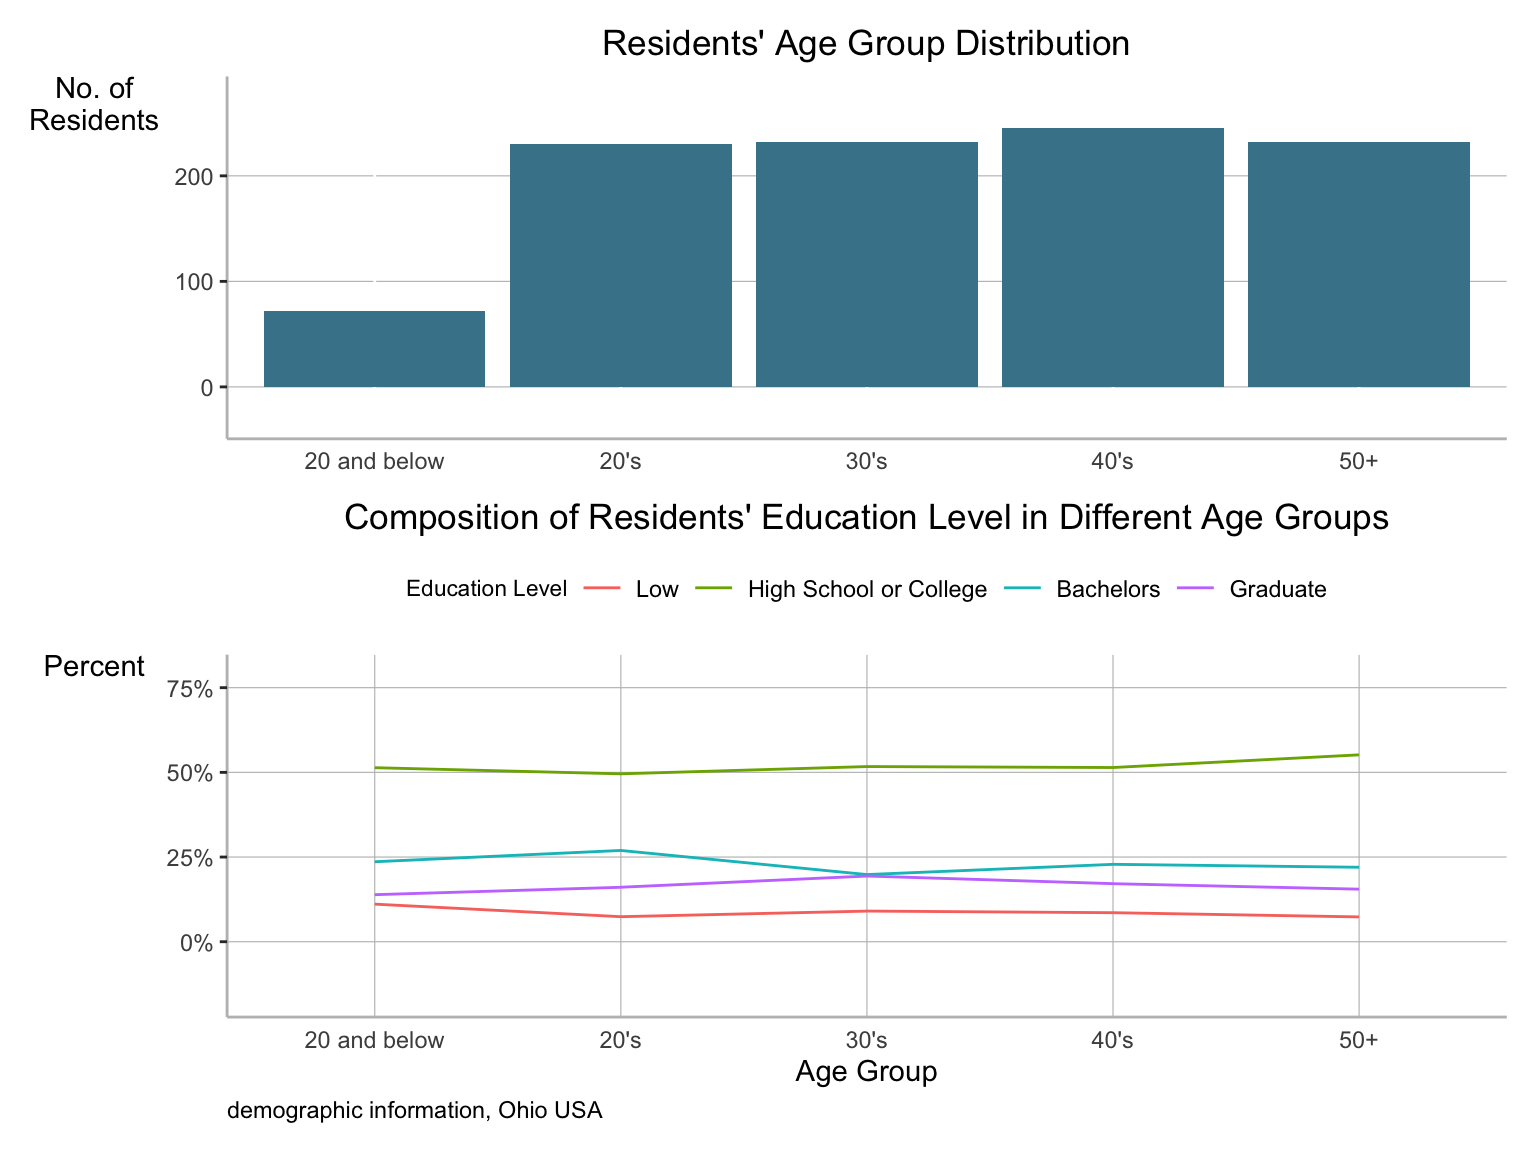 Residents' Age Group Distribution
No. of
Residents
200
100
0
20 and below 20's 30's 40's 50+
Composition of Residents' Education Level in Different Age Groups
Education Level Low High School or College Bachelors Graduate
Percent
75%
50%
25%
0%
20 and below 20's 30's 40's 50+
Age Group
demographic information, Ohio USA